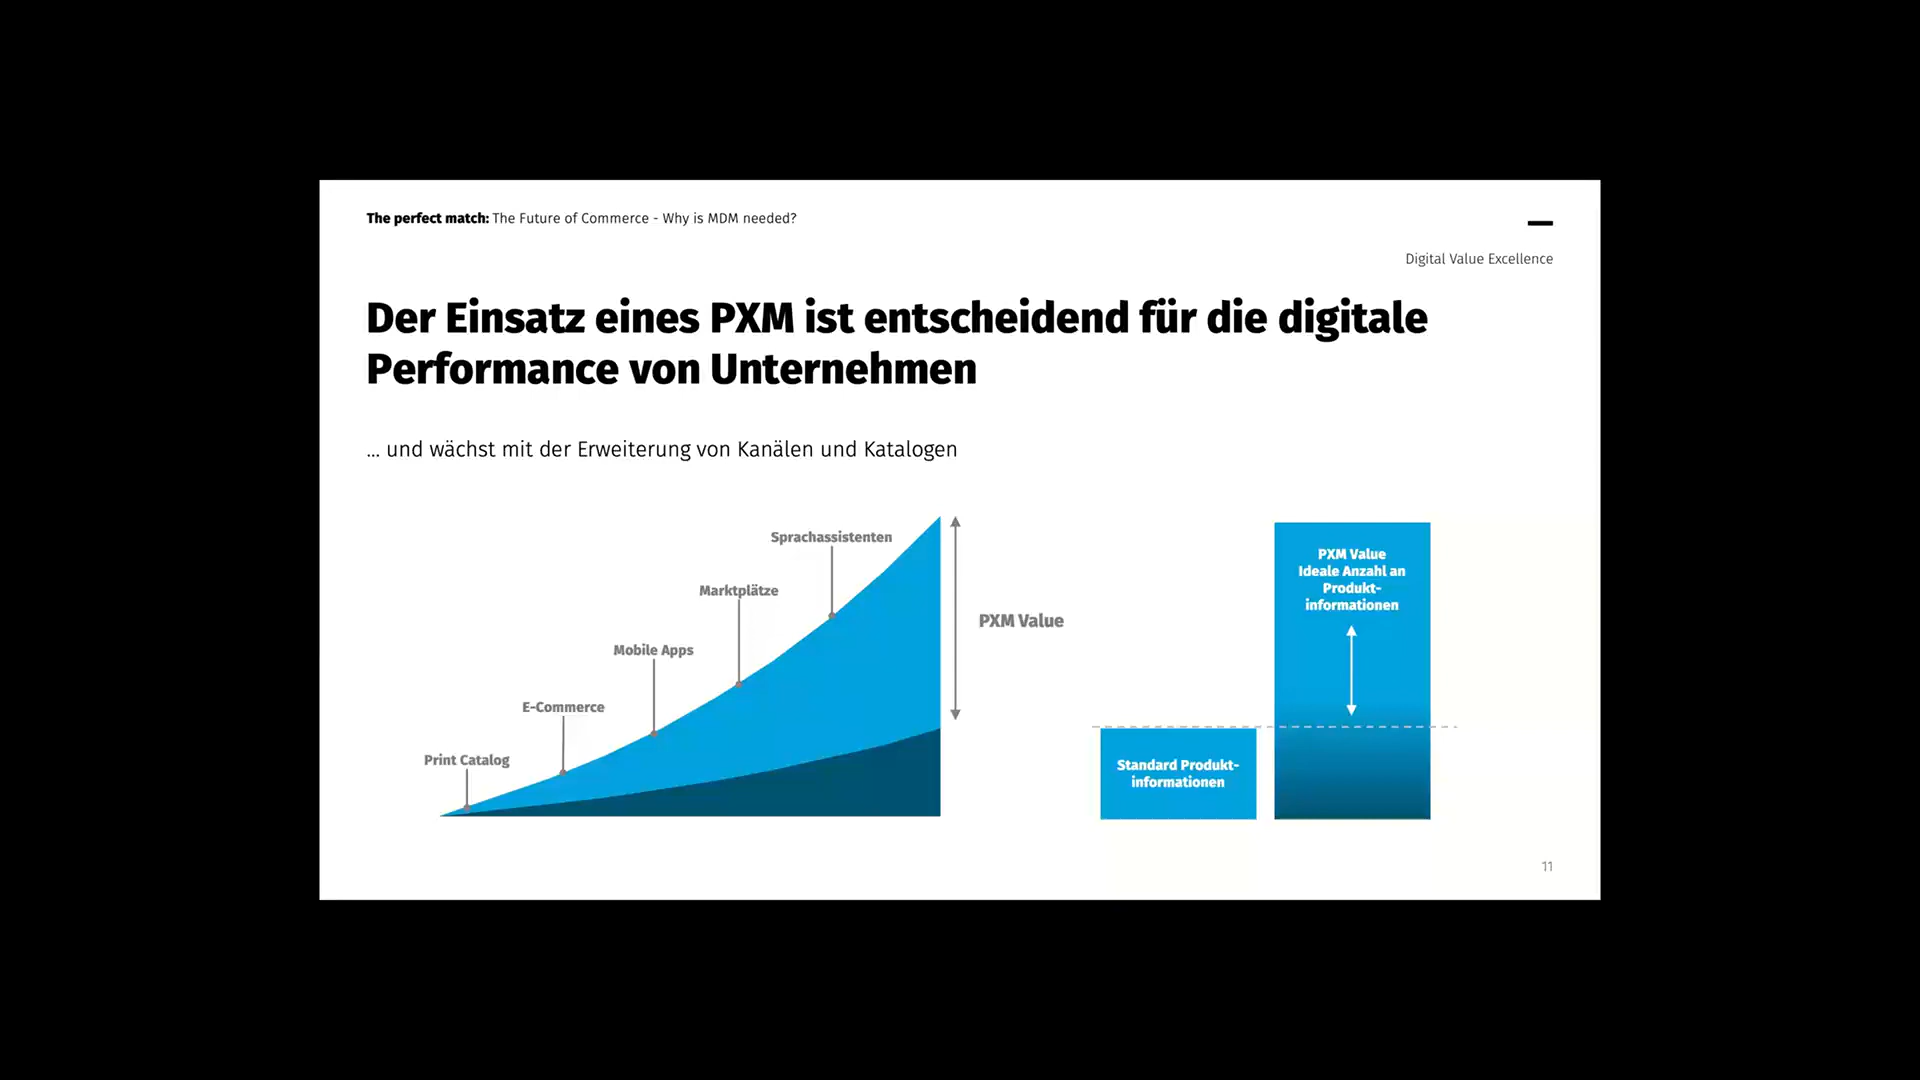 The perfect match: The Future of Commerce - Why is MDM needed?
Digital Value Excellence
Der Einsatz eines PXM ist entscheidend für die digitale
Performance von Unternehmen
... und wächst mit der Erweiterung von Kanälen und Katalogen
Sprachassistenten
Marktplätze
Mobile Apps
E-Commerce
Print Catalog
PXM Value
PXM Value
Ideale Anzahl an
Produkt-
informationen
Standard Produkt-
informationen
11